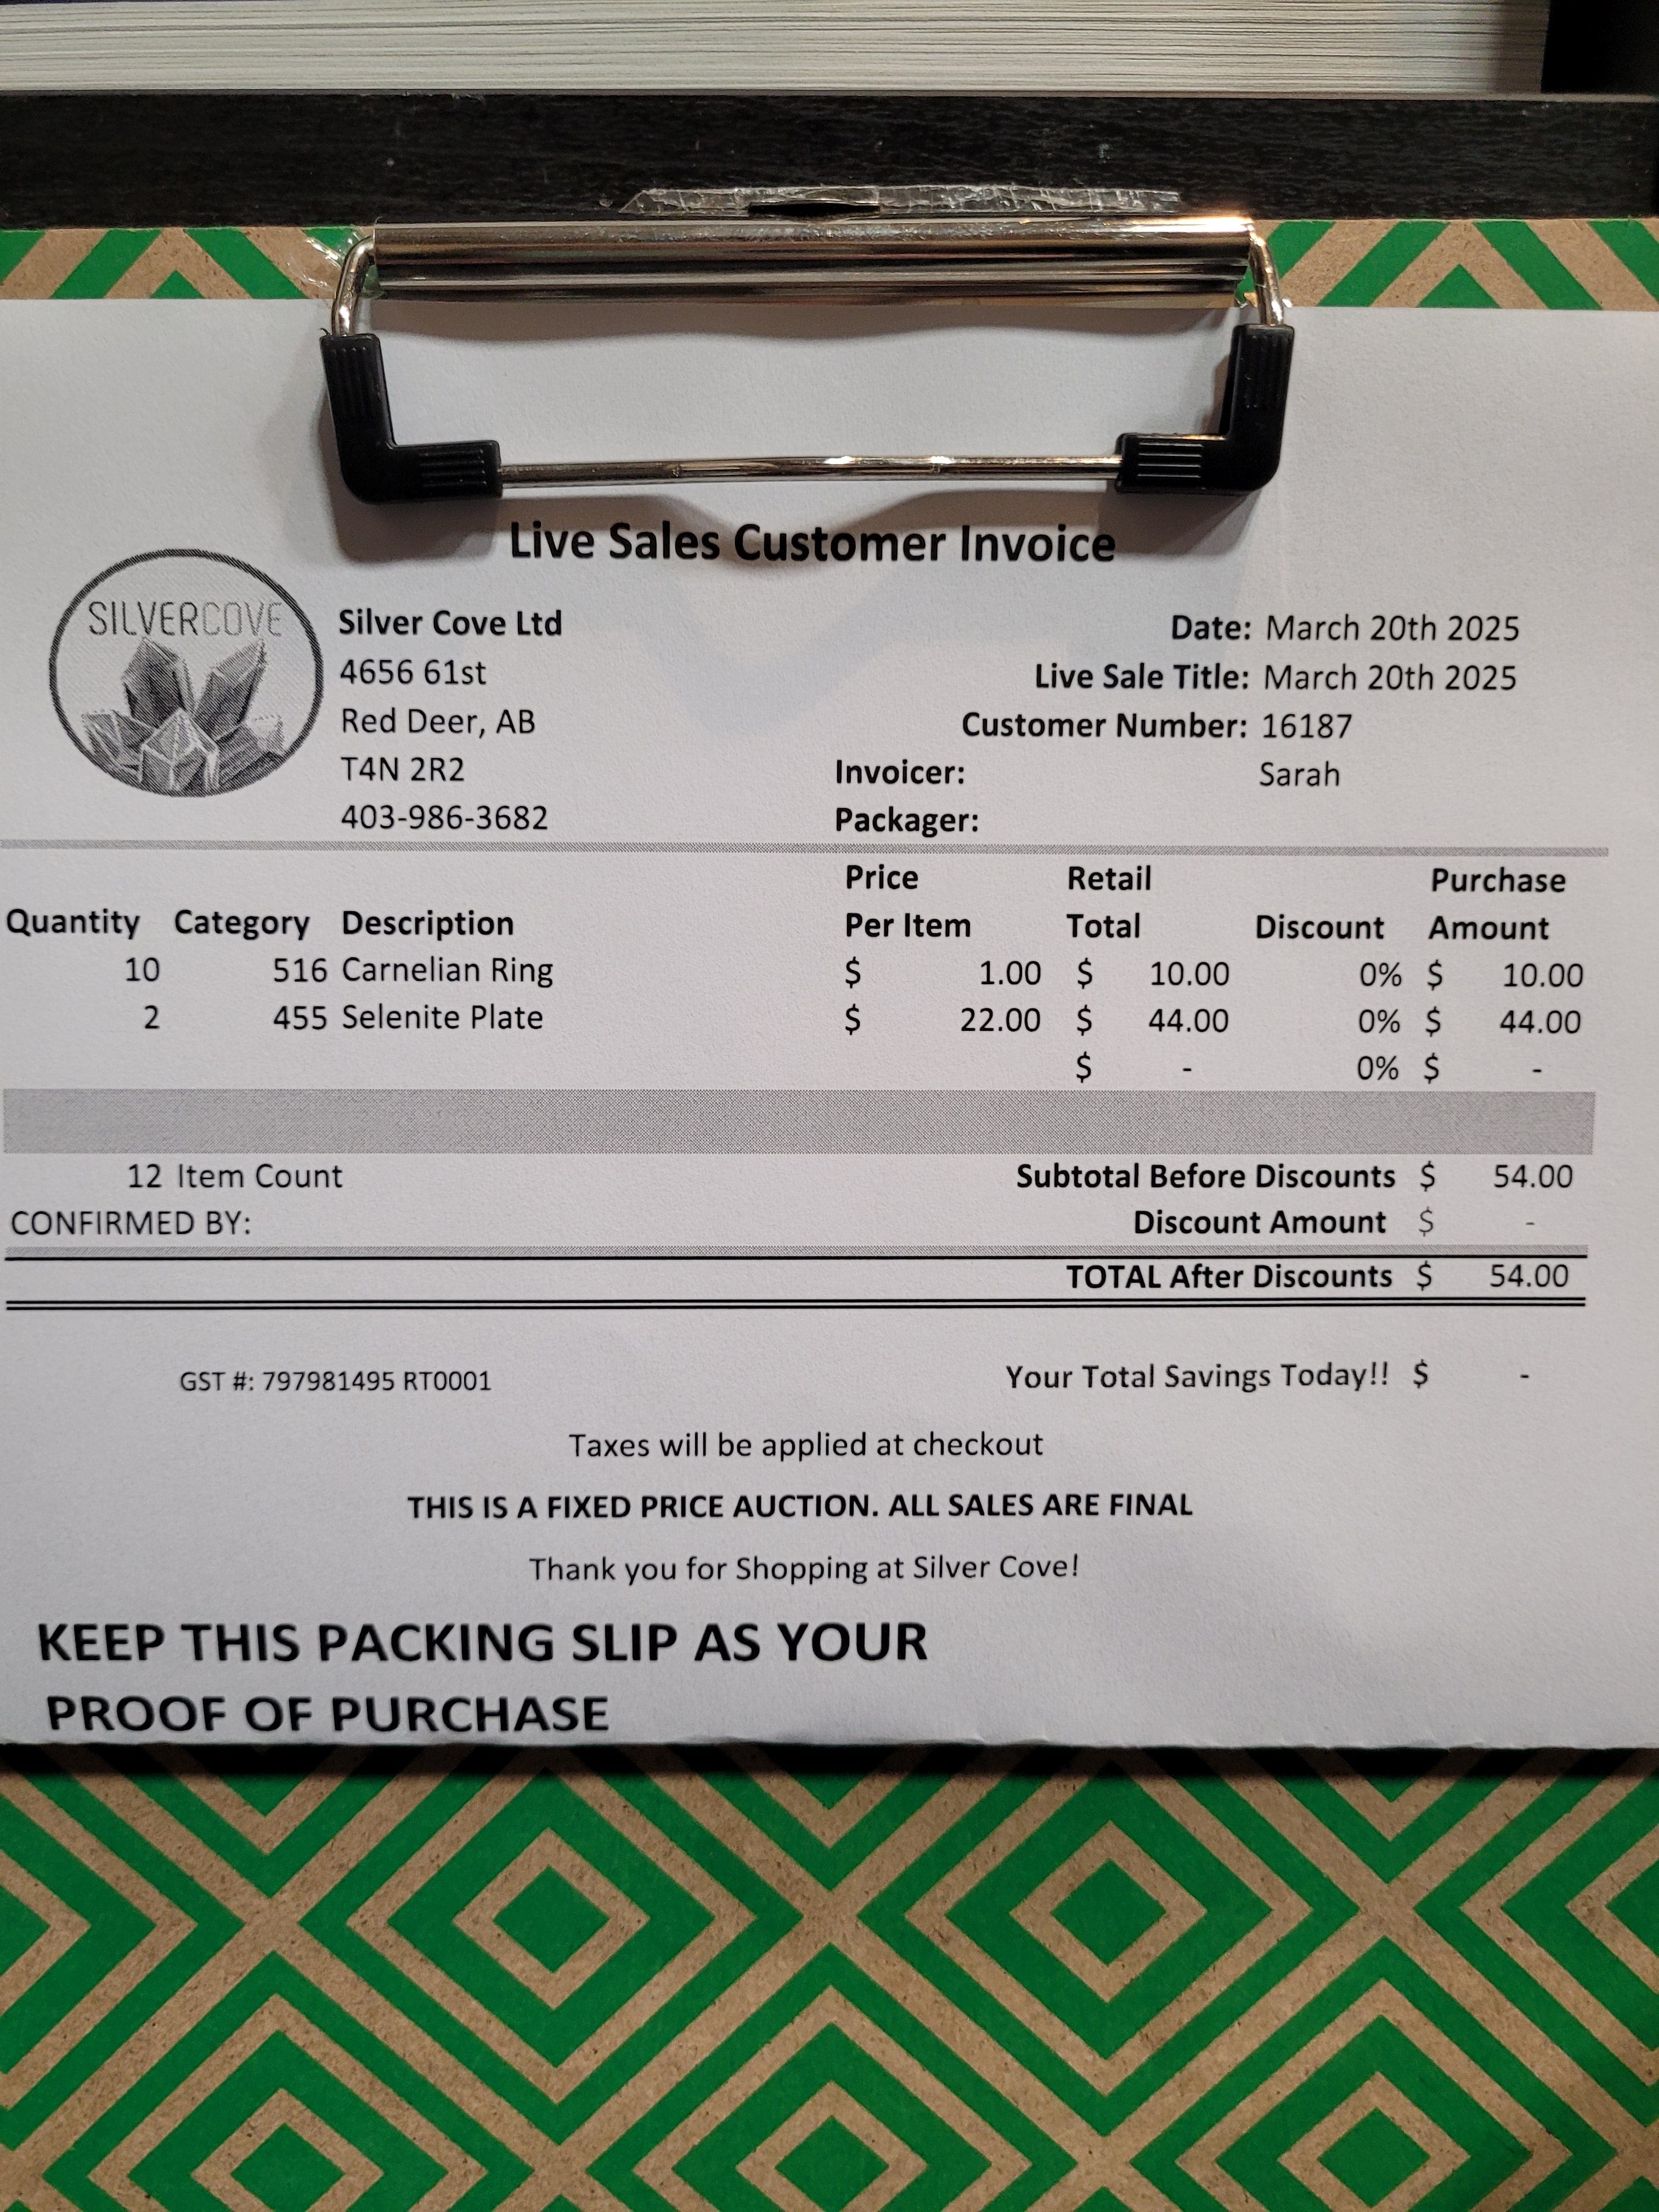 Live Sales Customer Invoice
SILVERCOVE
Silver Cove Ltd
4656 61st
Red Deer, AB
T4N 2R2
403-986-3682
Date: March 20th 2025
Live Sale Title: March 20th 2025
Customer Number: 16187
Invoicer: Sarah
Packager:
Quantity Category Description Price Per Item Retail Total Discount Purchase Amount
10 516 Carnelian Ring $ 1.00 $ 10.00 0% $ 10.00
2 455 Selenite Plate $ 22.00 $ 44.00 0% $ 44.00
$ - 0% $ -
12 Item Count Subtotal Before Discounts $ 54.00
CONFIRMED BY: Discount Amount $ -
TOTAL After Discounts $ 54.00
GST #: 797981495 RT0001 Your Total Savings Today!! $ -
Taxes will be applied at checkout
THIS IS A FIXED PRICE AUCTION. ALL SALES ARE FINAL
Thank you for Shopping at Silver Cove!
KEEP THIS PACKING SLIP AS YOUR
PROOF OF PURCHASE